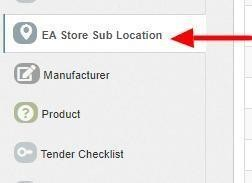 EA Store Sub Location
Manufacturer
Product
Tender Checklist